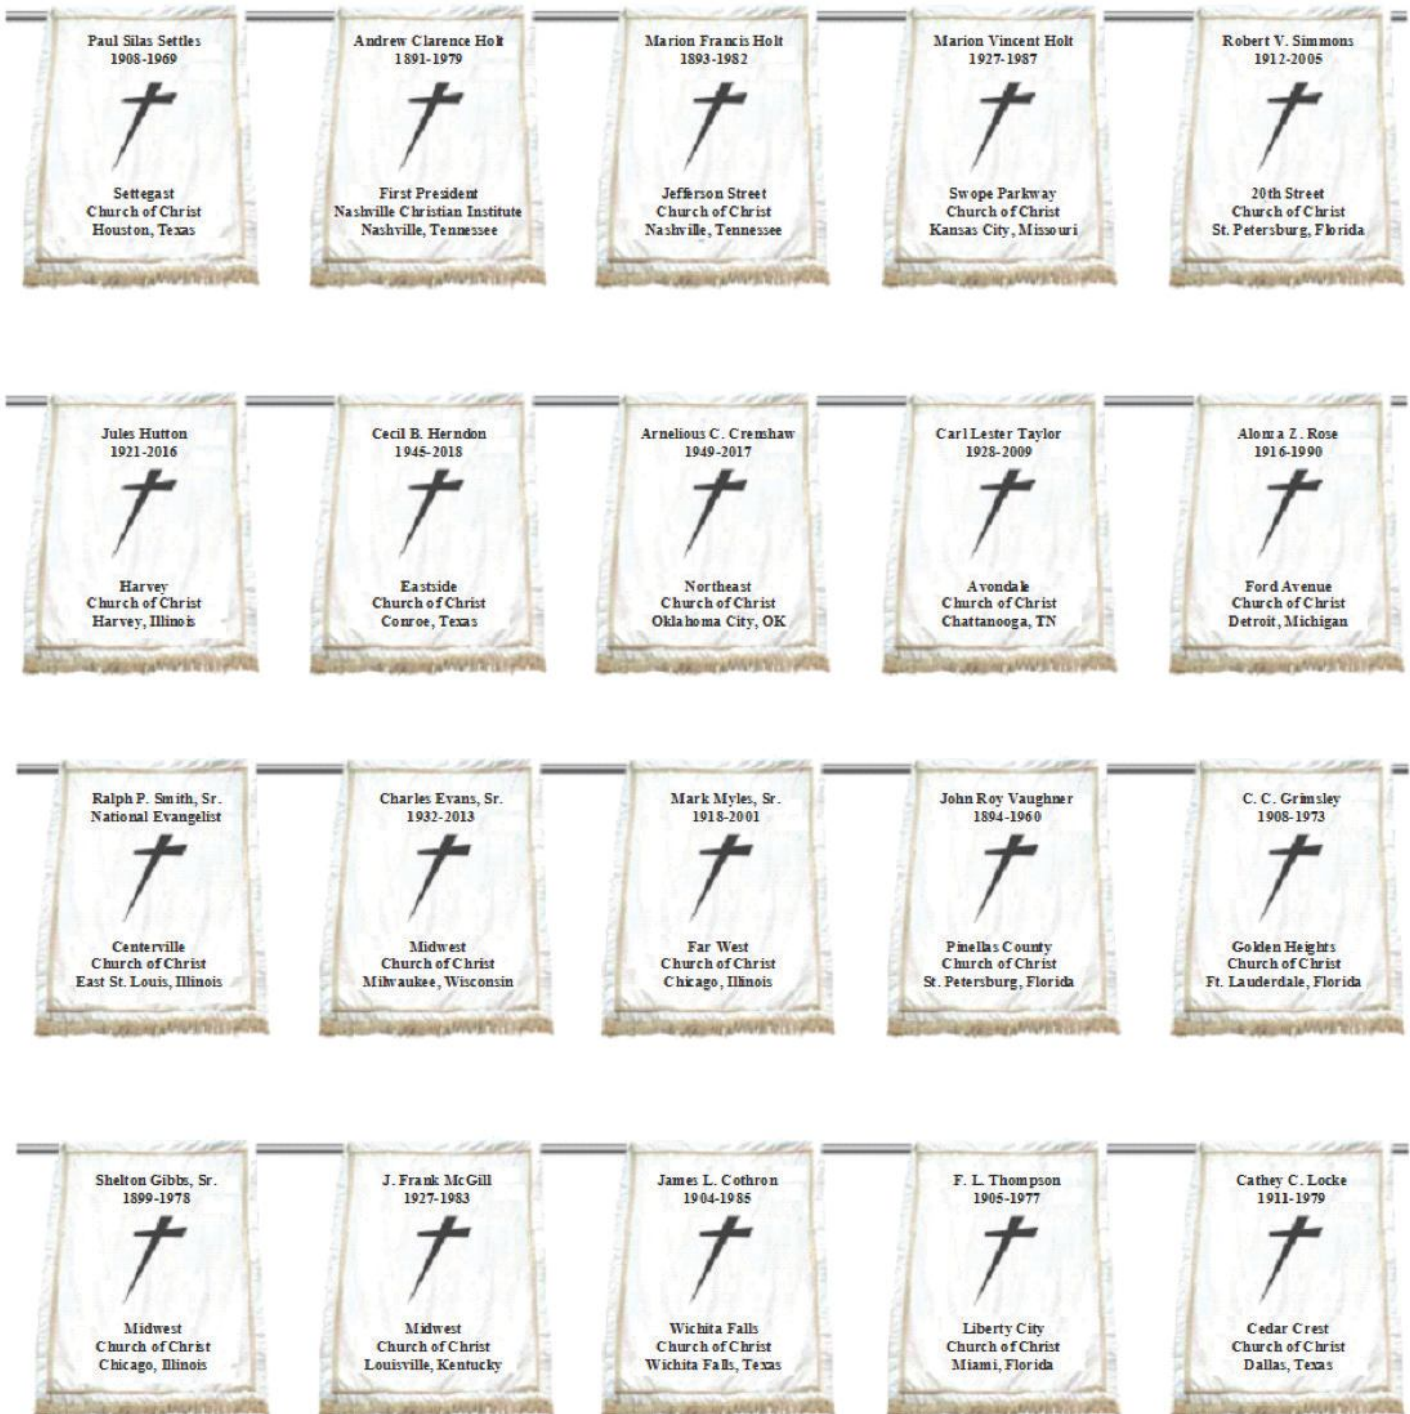 Paul Silas Settles
1908-1969
Settegast
Church of Christ
Houston, Texas
Andrew Clarence Holt
1891-1979
First President
Nashville Christian Institute
Nashville, Tennessee
Marion Francis Holt
1893-1982
Jefferson Street
Church of Christ
Nashville, Tennessee
Marion Vincent Holt
1927-1987
Swope Parkway
Church of Christ
Kansas City, Missouri
Robert V. Simmons
1912-2005
20th Street
Church of Christ
St. Petersburg, Florida
Jules Hutton
1921-2016
Harvey
Church of Christ
Harvey, Illinois
Cecil B. Herndon
1945-2018
Eastside
Church of Christ
Conroe, Texas
Arnelious C. Crenshaw
1949-2017
Northeast
Church of Christ
Oklahoma City, OK
Carl Lester Taylor
1928-2009
Avondale
Church of Christ
Chattanooga, TN
Alonza Z. Rose
1916-1990
Ford Avenue
Church of Christ
Detroit, Michigan
Ralph P. Smith, Sr.
National Evangelist
Centerville
Church of Christ
East St. Louis, Illinois
Charles Evans, Sr.
1932-2013
Midwest
Church of Christ
Milwaukee, Wisconsin
Mark Myles, Sr.
1918-2001
Far West
Church of Christ
Chicago, Illinois
John Roy Vaughner
1894-1960
Pinellas County
Church of Christ
St. Petersburg, Florida
C. C. Grimsley
1908-1973
Golden Heights
Church of Christ
Ft. Lauderdale, Florida
Shelton Gibbs, Sr.
1899-1978
Midwest
Church of Christ
Chicago, Illinois
J. Frank McGill
1927-1983
Midwest
Church of Christ
Louisville, Kentucky
James L. Cothron
1904-1985
Wichita Falls
Church of Christ
Wichita Falls, Texas
F. L. Thompson
1905-1977
Liberty City
Church of Christ
Miami, Florida
Cathey C. Locke
1911-1979
Cedar Crest
Church of Christ
Dallas, Texas